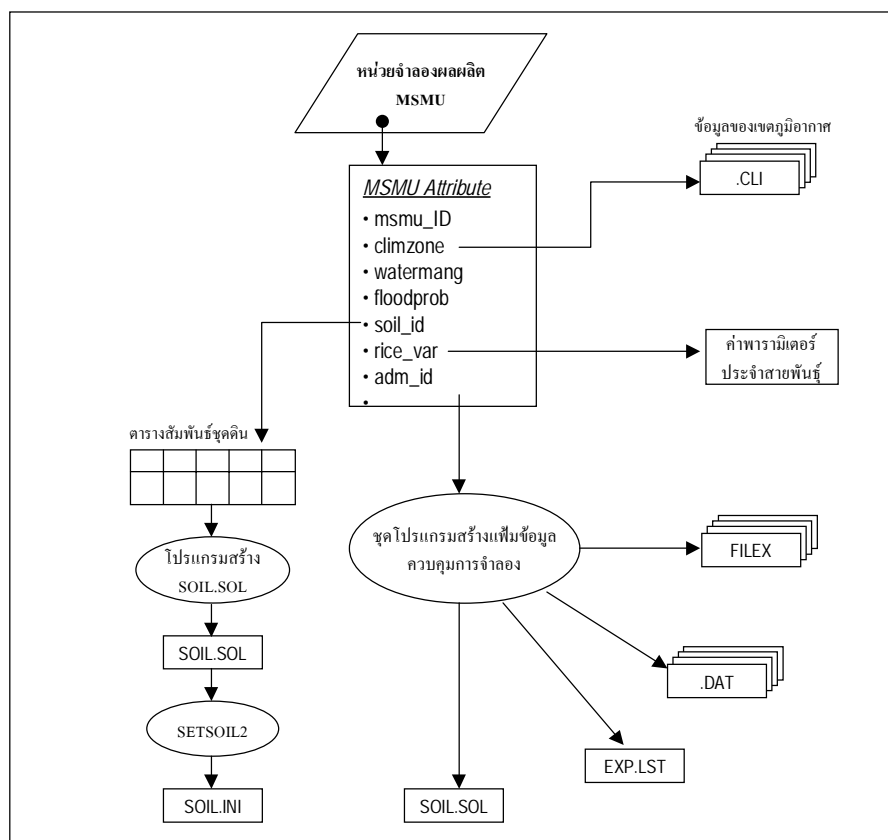 หน่วยจำลองผลผลิต
MSMU
ข้อมูลของเขตภูมิอากาศ
.CLI
MSMU Attribute
• msmu_ID
• climzone
• watermang
• floodprob
• soil_id
• rice_var
• adm_id
•
ค่าพารามิเตอร์
ประจำสายพันธุ์
ตารางสัมพันธ์ชุดดิน
โปรแกรมสร้าง
SOIL.SOL
ชุดโปรแกรมสร้างแฟ้มข้อมูล
ควบคุมการจำลอง
FILEX
SOIL.SOL
.DAT
SETSOIL2
EXP.LST
SOIL.INI
SOIL.SOL